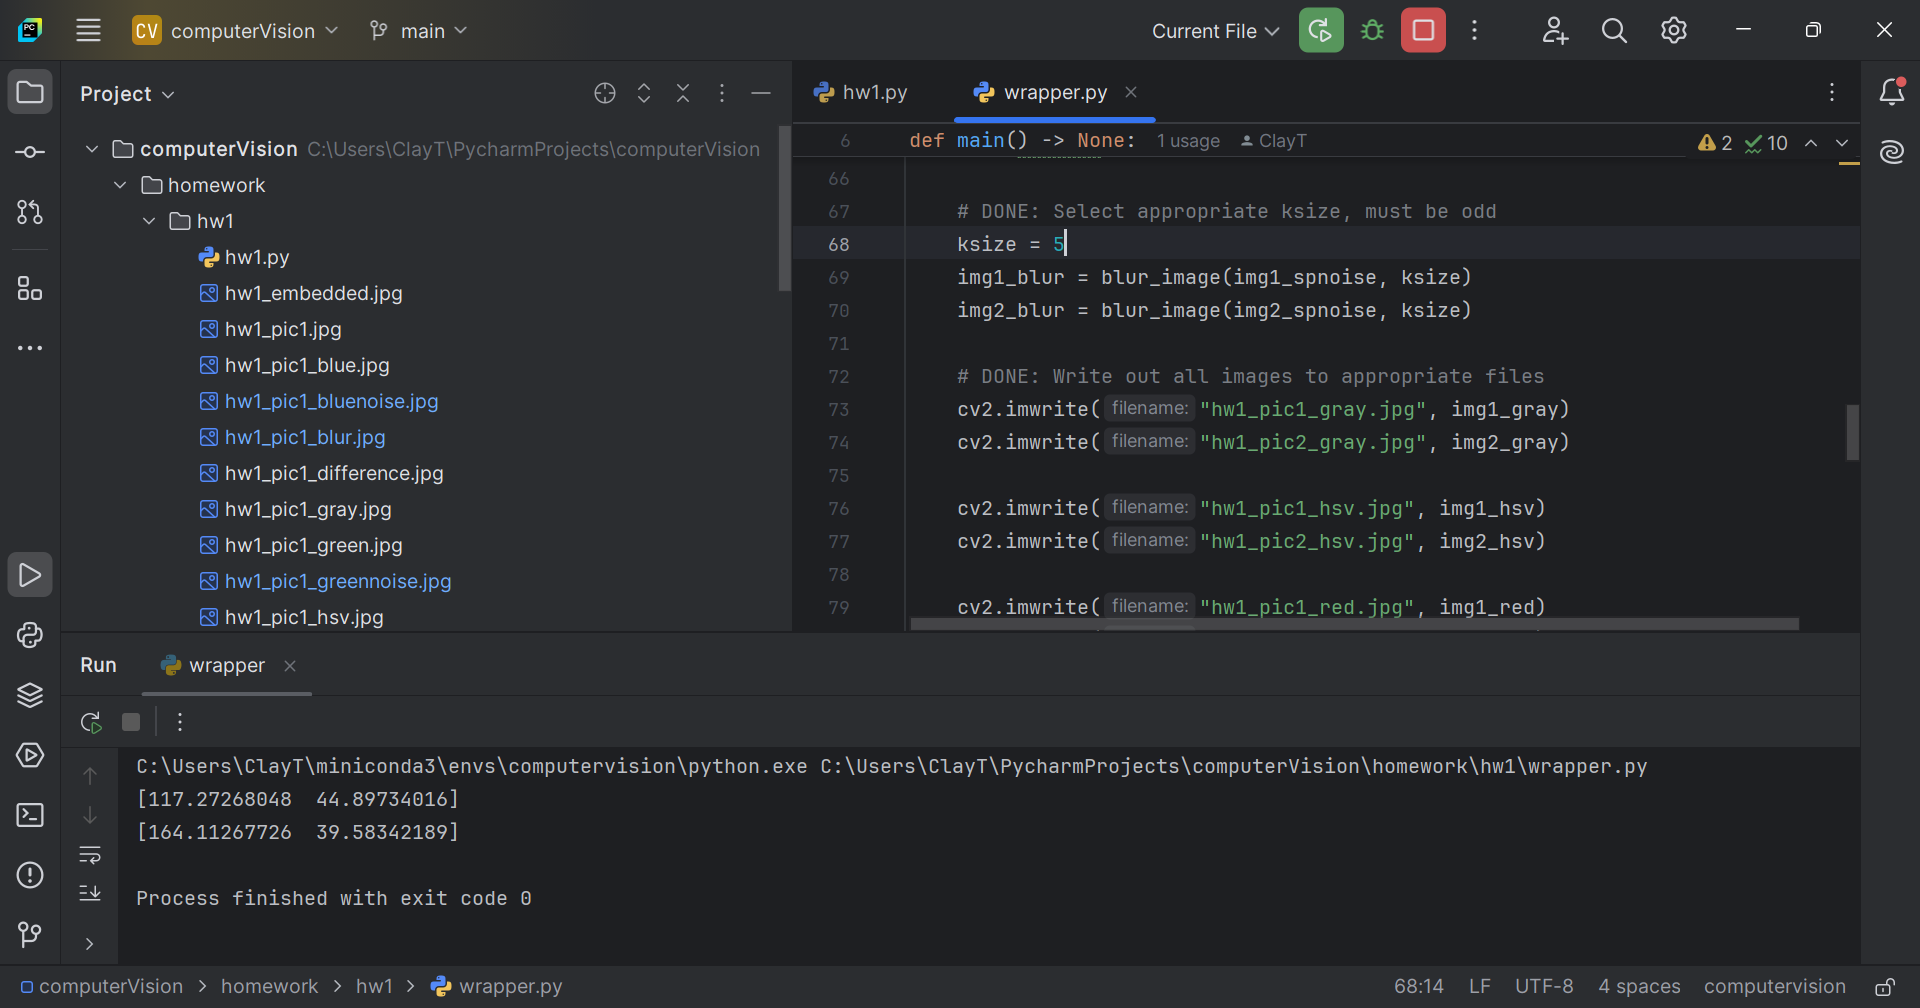 PC
CV computerVision main Current File
Project
hw1.py wrapper.py
computerVision C:\Users\ClayT\PycharmProjects\computerVision
homework
hw1
hw1.py
hw1_embedded.jpg
hw1_pic1.jpg
hw1_pic1_blue.jpg
hw1_pic1_bluenoise.jpg
hw1_pic1_blur.jpg
hw1_pic1_difference.jpg
hw1_pic1_gray.jpg
hw1_pic1_green.jpg
hw1_pic1_greennoise.jpg
hw1_pic1_hsv.jpg
6 def main() -> None: 1 usage ClayT 2 10
66
67 # DONE: Select appropriate ksize, must be odd
68 ksize = 5
69 img1_blur = blur_image(img1_spnoise, ksize)
70 img2_blur = blur_image(img2_spnoise, ksize)
71
72 # DONE: Write out all images to appropriate files
73 cv2.imwrite( filename: "hw1_pic1_gray.jpg", img1_gray)
74 cv2.imwrite( filename: "hw1_pic2_gray.jpg", img2_gray)
75
76 cv2.imwrite( filename: "hw1_pic1_hsv.jpg", img1_hsv)
77 cv2.imwrite( filename: "hw1_pic2_hsv.jpg", img2_hsv)
78
79 cv2.imwrite( filename: "hw1_pic1_red.jpg", img1_red)
Run wrapper
C:\Users\ClayT\miniconda3\envs\computervision\python.exe C:\Users\ClayT\PycharmProjects\computerVision\homework\hw1\wrapper.py
[117.27268048 44.89734016]
[164.11267726 39.58342189]
Process finished with exit code 0
computerVision > homework > hw1 > wrapper.py 68:14 LF UTF-8 4 spaces computervision